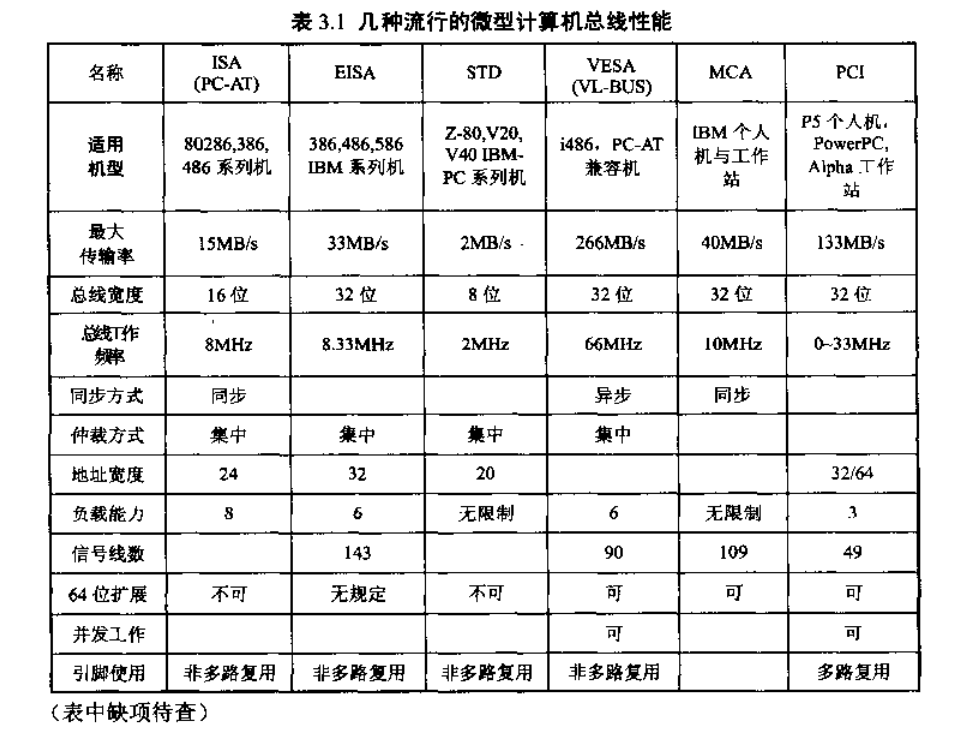 表 3.1 几种流行的微型计算机总线性能
名称 ISA (PC-AT) EISA STD VESA (VL-BUS) MCA PCI
适用机型 80286,386, 486 系列机 386,486,586 IBM 系列机 Z-80,V20, V40 IBM-PC 系列机 i486，PC-AT 兼容机 IBM 个人机与工作站 P5 个人机，PowerPC, Alpha 工作站
最大传输率 15MB/s 33MB/s 2MB/s 266MB/s 40MB/s 133MB/s
总线宽度 16 位 32 位 8 位 32 位 32 位 32 位
总线工作频率 8MHz 8.33MHz 2MHz 66MHz 10MHz 0~33MHz
同步方式 同步 异步 同步
仲裁方式 集中 集中 集中 集中
地址宽度 24 32 20 32/64
负载能力 8 6 无限制 6 无限制 3
信号线数 143 90 109 49
64 位扩展 不可 无规定 不可 可 可 可
并发工作 可 可
引脚使用 非多路复用 非多路复用 非多路复用 非多路复用 多路复用
（表中缺项待查）